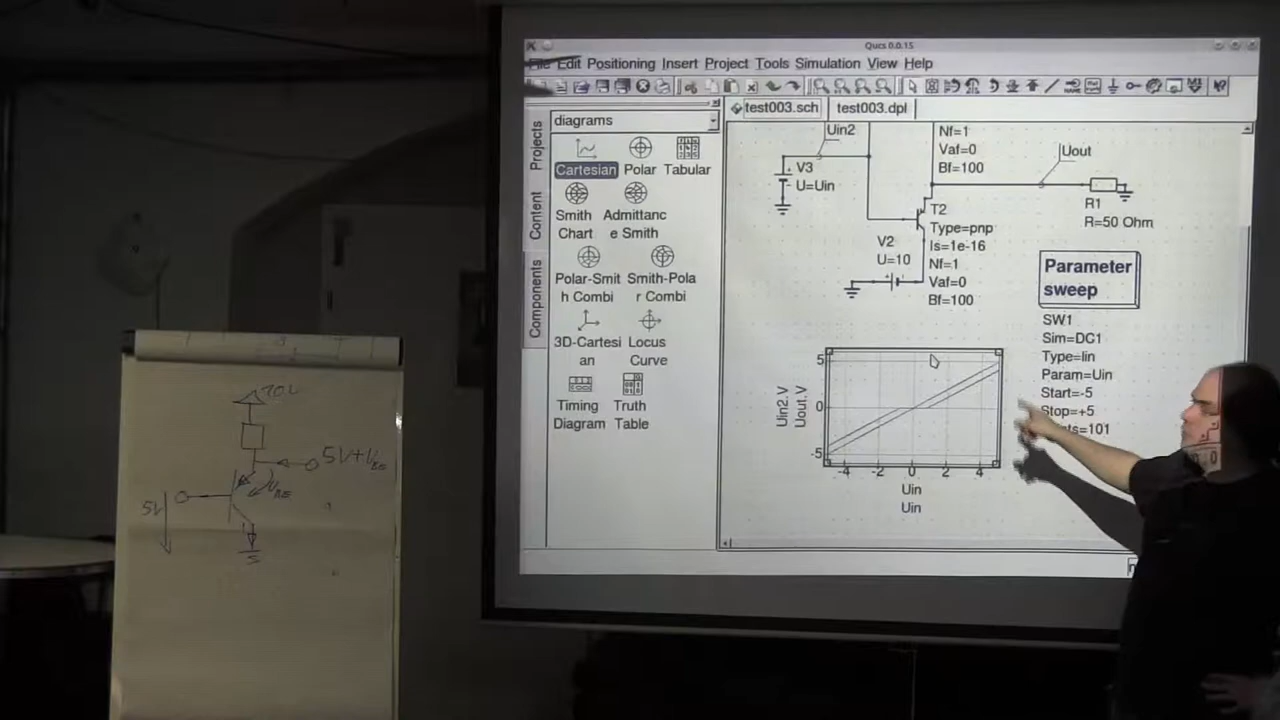 Qucs 0.0.15
File Edit Positioning Insert Project Tools Simulation View Help
test003.sch
test003.dpl
Projects
Content
Components
diagrams
Cartesian
Polar
Tabular
Smith
Chart
Admittanc
e Smith
Polar-Smit
h Combi
Smith-Pola
r Combi
3D-Cartesi
an
Locus
Curve
Timing
Diagram
Truth
Table
Uin2
V3
U=Uin
Nf=1
Vaf=0
Bf=100
Uout
R1
R=50 Ohm
T2
Type=pnp
Is=1e-16
Nf=1
Vaf=0
Bf=100
V2
U=10
Parameter
sweep
SW1
Sim=DC1
Type=lin
Param=Uin
Start=-5
Stop=+5
=101
Uin2.V
Uout.V
5
0
-5
-4 -2 0 2 4
Uin
Uin
10V
5V+UBE
UBE
5V